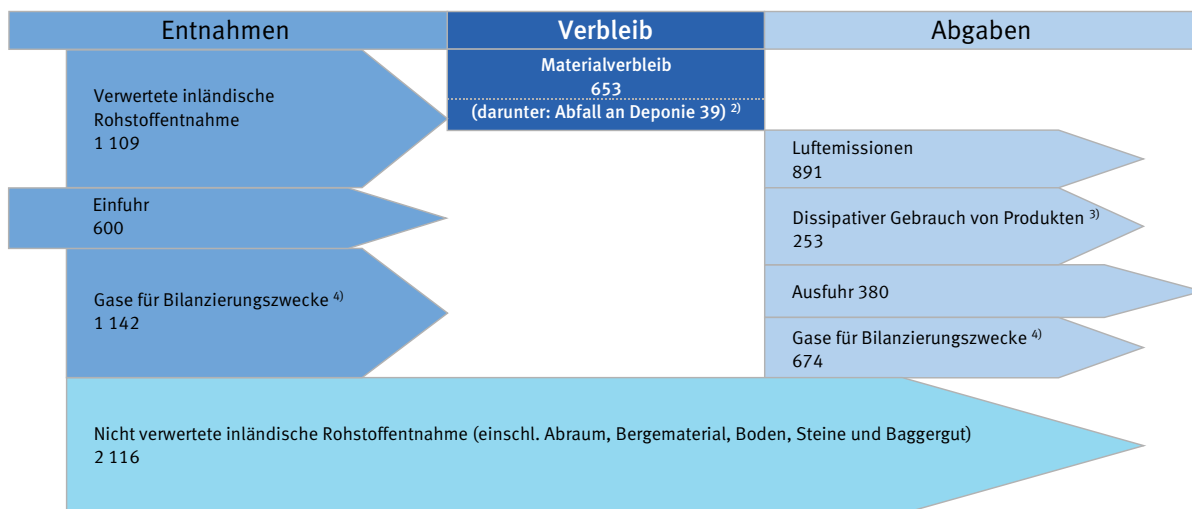 Entnahmen
Verbleib
Abgaben
Verwertete inländische
Rohstoffentnahme
1 109
Einfuhr
600
Gase für Bilanzierungszwecke 4)
1 142
Materialverbleib
653
(darunter: Abfall an Deponie 39) 2)
Luftemissionen
891
Dissipativer Gebrauch von Produkten 3)
253
Ausfuhr 380
Gase für Bilanzierungszwecke 4)
674
Nicht verwertete inländische Rohstoffentnahme (einschl. Abraum, Bergematerial, Boden, Steine und Baggergut)
2 116